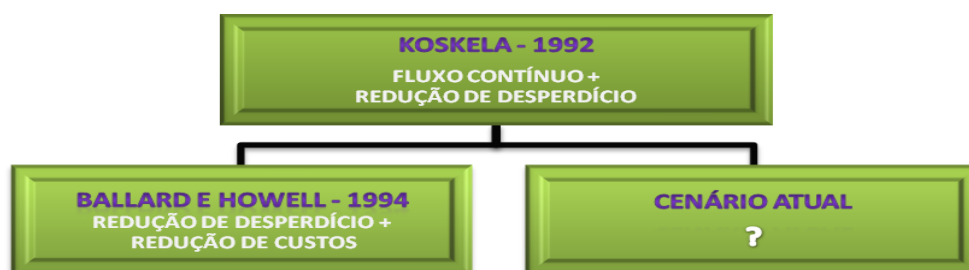 KOSKELA - 1992
FLUXO CONTÍNUO +
REDUÇÃO DE DESPERDÍCIO
BALLARD E HOWELL - 1994
REDUÇÃO DE DESPERDÍCIO +
REDUÇÃO DE CUSTOS
CENÁRIO ATUAL
?